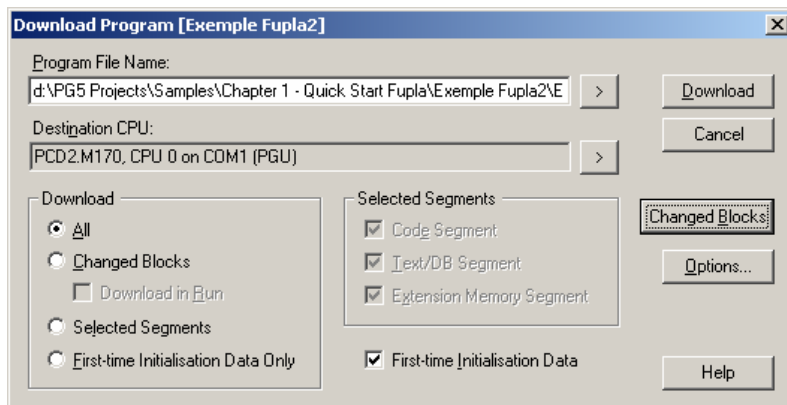 Download Program [Exemple Fupla2]
Program File Name:
d:\PG5 Projects\Samples\Chapter 1 - Quick Start Fupla\Exemple Fupla2\E
>
Download
Destination CPU:
Cancel
PCD2.M170, CPU 0 on COM1 (PGU)
>
Download
All
Changed Blocks
Download in Run
Selected Segments
First-time Initialisation Data Only
Selected Segments
Code Segment
Text/DB Segment
Extension Memory Segment
First-time Initialisation Data
Changed Blocks
Options...
Help